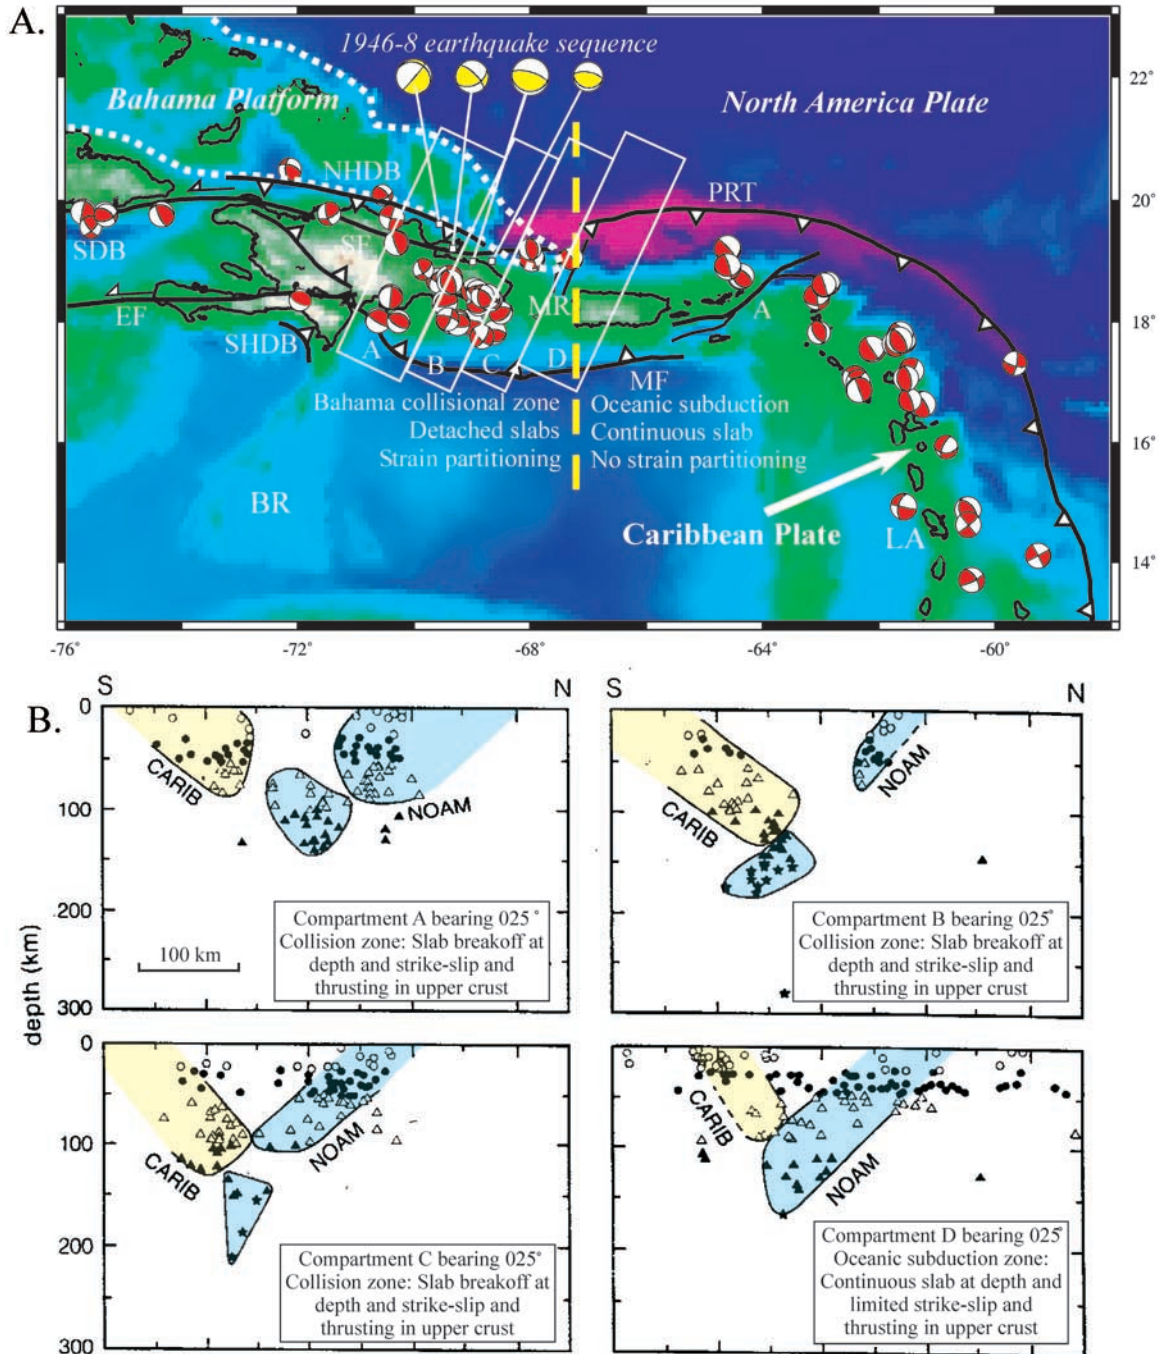 A.
1946-8 earthquake sequence
Bahama Platform
North America Plate
22°
20°
18°
16°
14°
NHDB
PRT
SDB
SF
MR
A
EF
SHDB
A
B
C
D
MF
Bahama collisional zone
Detached slabs
Strain partitioning
Oceanic subduction
Continuous slab
No strain partitioning
BR
Caribbean Plate
LA
-76°
-72°
-68°
-64°
-60°
B.
S
N
S
N
0
100
200
300
depth (km)
CARIB
NOAM
100 km
Compartment A bearing 025°
Collision zone: Slab breakoff at
depth and strike-slip and
thrusting in upper crust
CARIB
NOAM
Compartment B bearing 025°
Collision zone: Slab breakoff at
depth and strike-slip and
thrusting in upper crust
0
100
200
300
CARIB
NOAM
Compartment C bearing 025°
Collision zone: Slab breakoff at
depth and strike-slip and
thrusting in upper crust
CARIB
NOAM
Compartment D bearing 025°
Oceanic subduction zone:
Continuous slab at depth and
limited strike-slip and
thrusting in upper crust